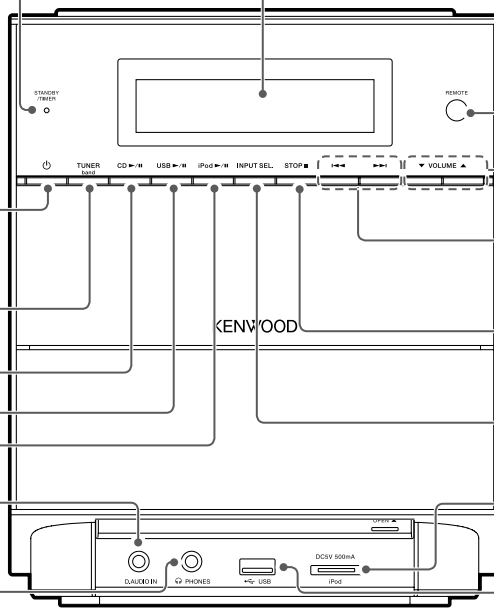 STANDBY
/TIMER
REMOTE
TUNER
band
CD ►/II
USB ►/II
iPod ►/II
INPUT SEL.
STOP ■
I◄◄
►►I
▼ VOLUME ▲
KENWOOD
OPEN ▲
D.AUDIO IN
PHONES
USB
DC5V 500mA
iPod